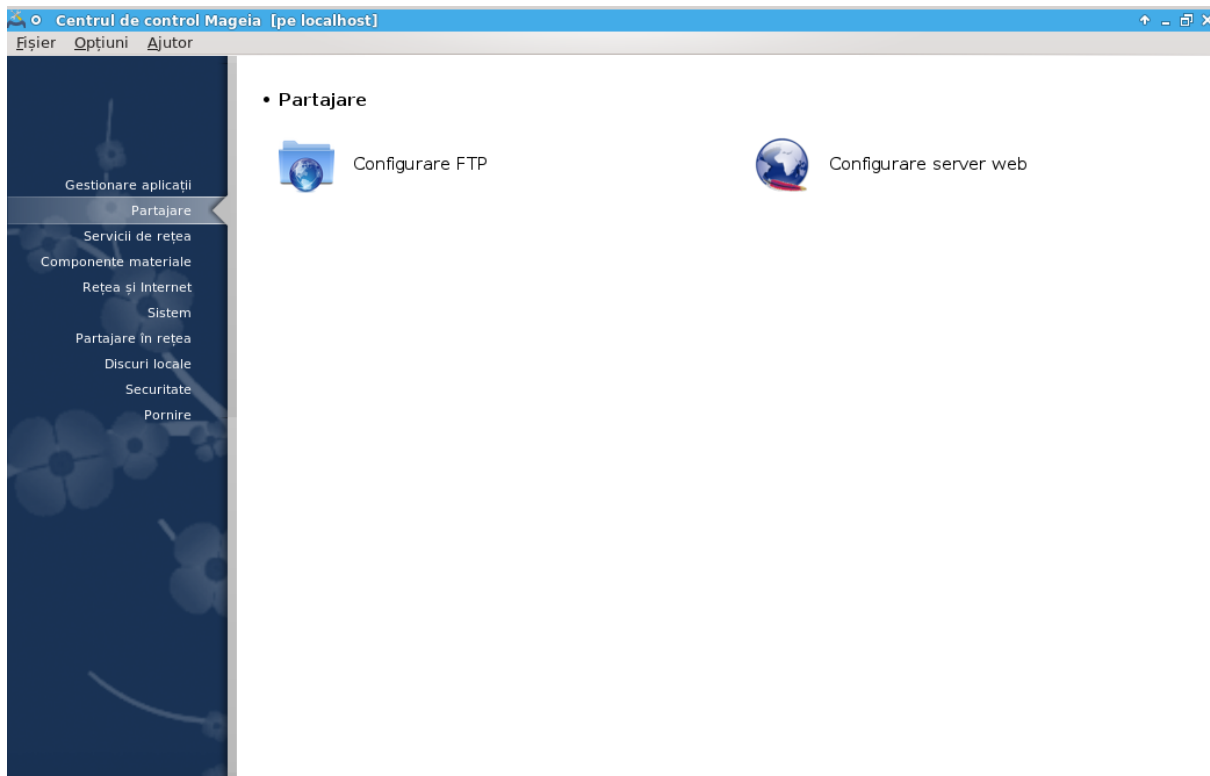 Centrul de control Mageia [pe localhost]
Fișier Opțiuni Ajutor
• Partajare
Configurare FTP
Configurare server web
Gestionare aplicații
Partajare
Servicii de rețea
Componente materiale
Rețea și Internet
Sistem
Partajare în rețea
Discuri locale
Securitate
Pornire